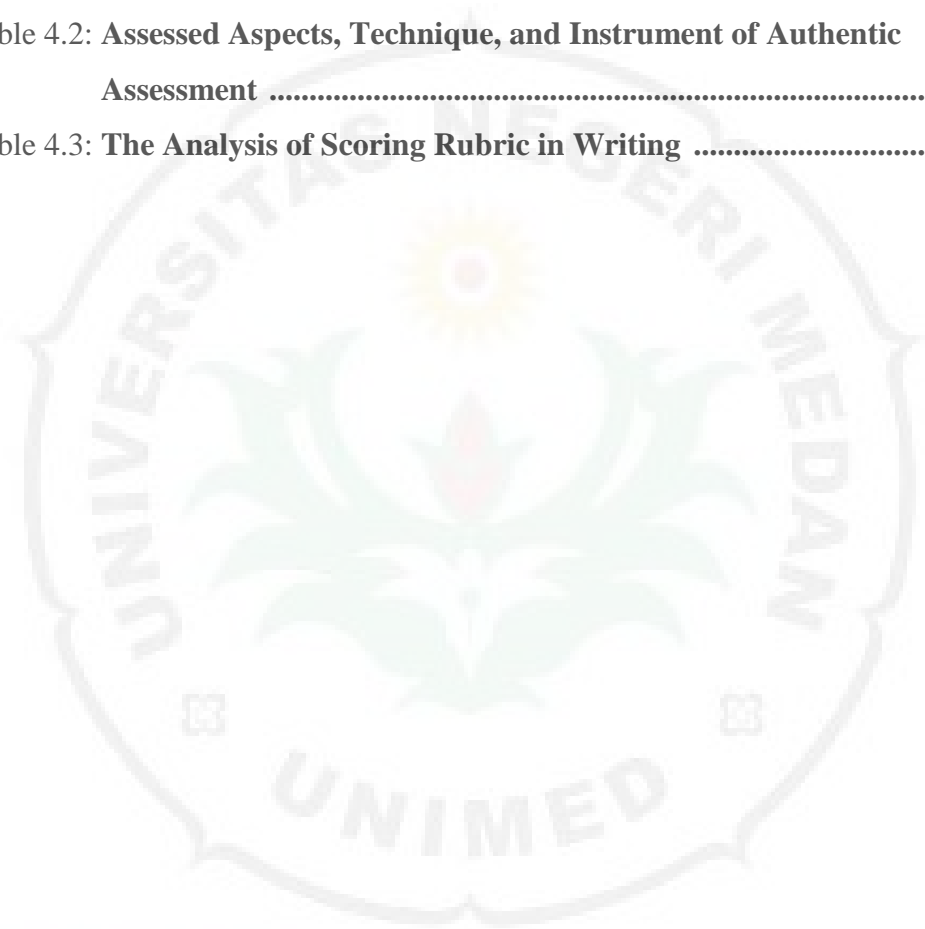 ble 4.2: Assessed Aspects, Technique, and Instrument of Authentic
Assessment ..................................................................................
ble 4.3: The Analysis of Scoring Rubric in Writing .............................
UNIVERSITAS NEGERI MEDAN
UNIMED